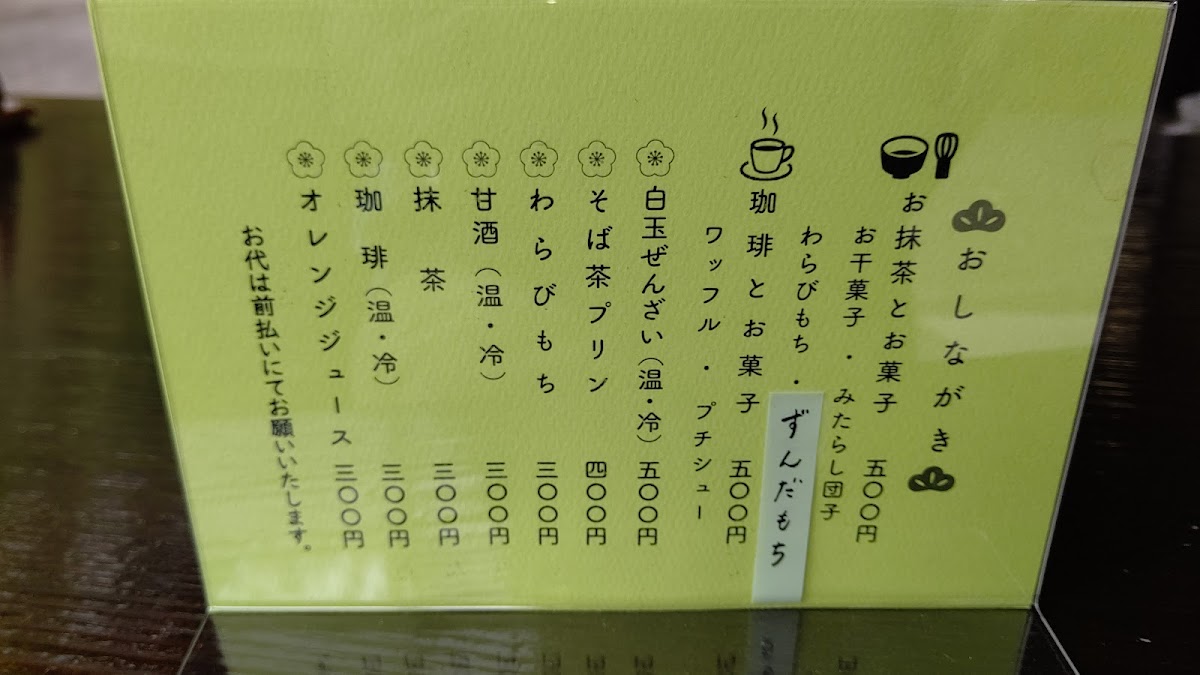 おしながき
お抹茶とお菓子 五〇〇円
お干菓子・みたらし団子
わらびもち・ずんだもち
珈琲とお菓子 五〇〇円
ワッフル・プチシュー
白玉ぜんざい（温・冷） 五〇〇円
そば茶プリン 四〇〇円
わらびもち 三〇〇円
甘酒（温・冷） 三〇〇円
抹茶 三〇〇円
珈琲（温・冷） 三〇〇円
オレンジジュース 三〇〇円
お代は前払いにてお願いいたします。